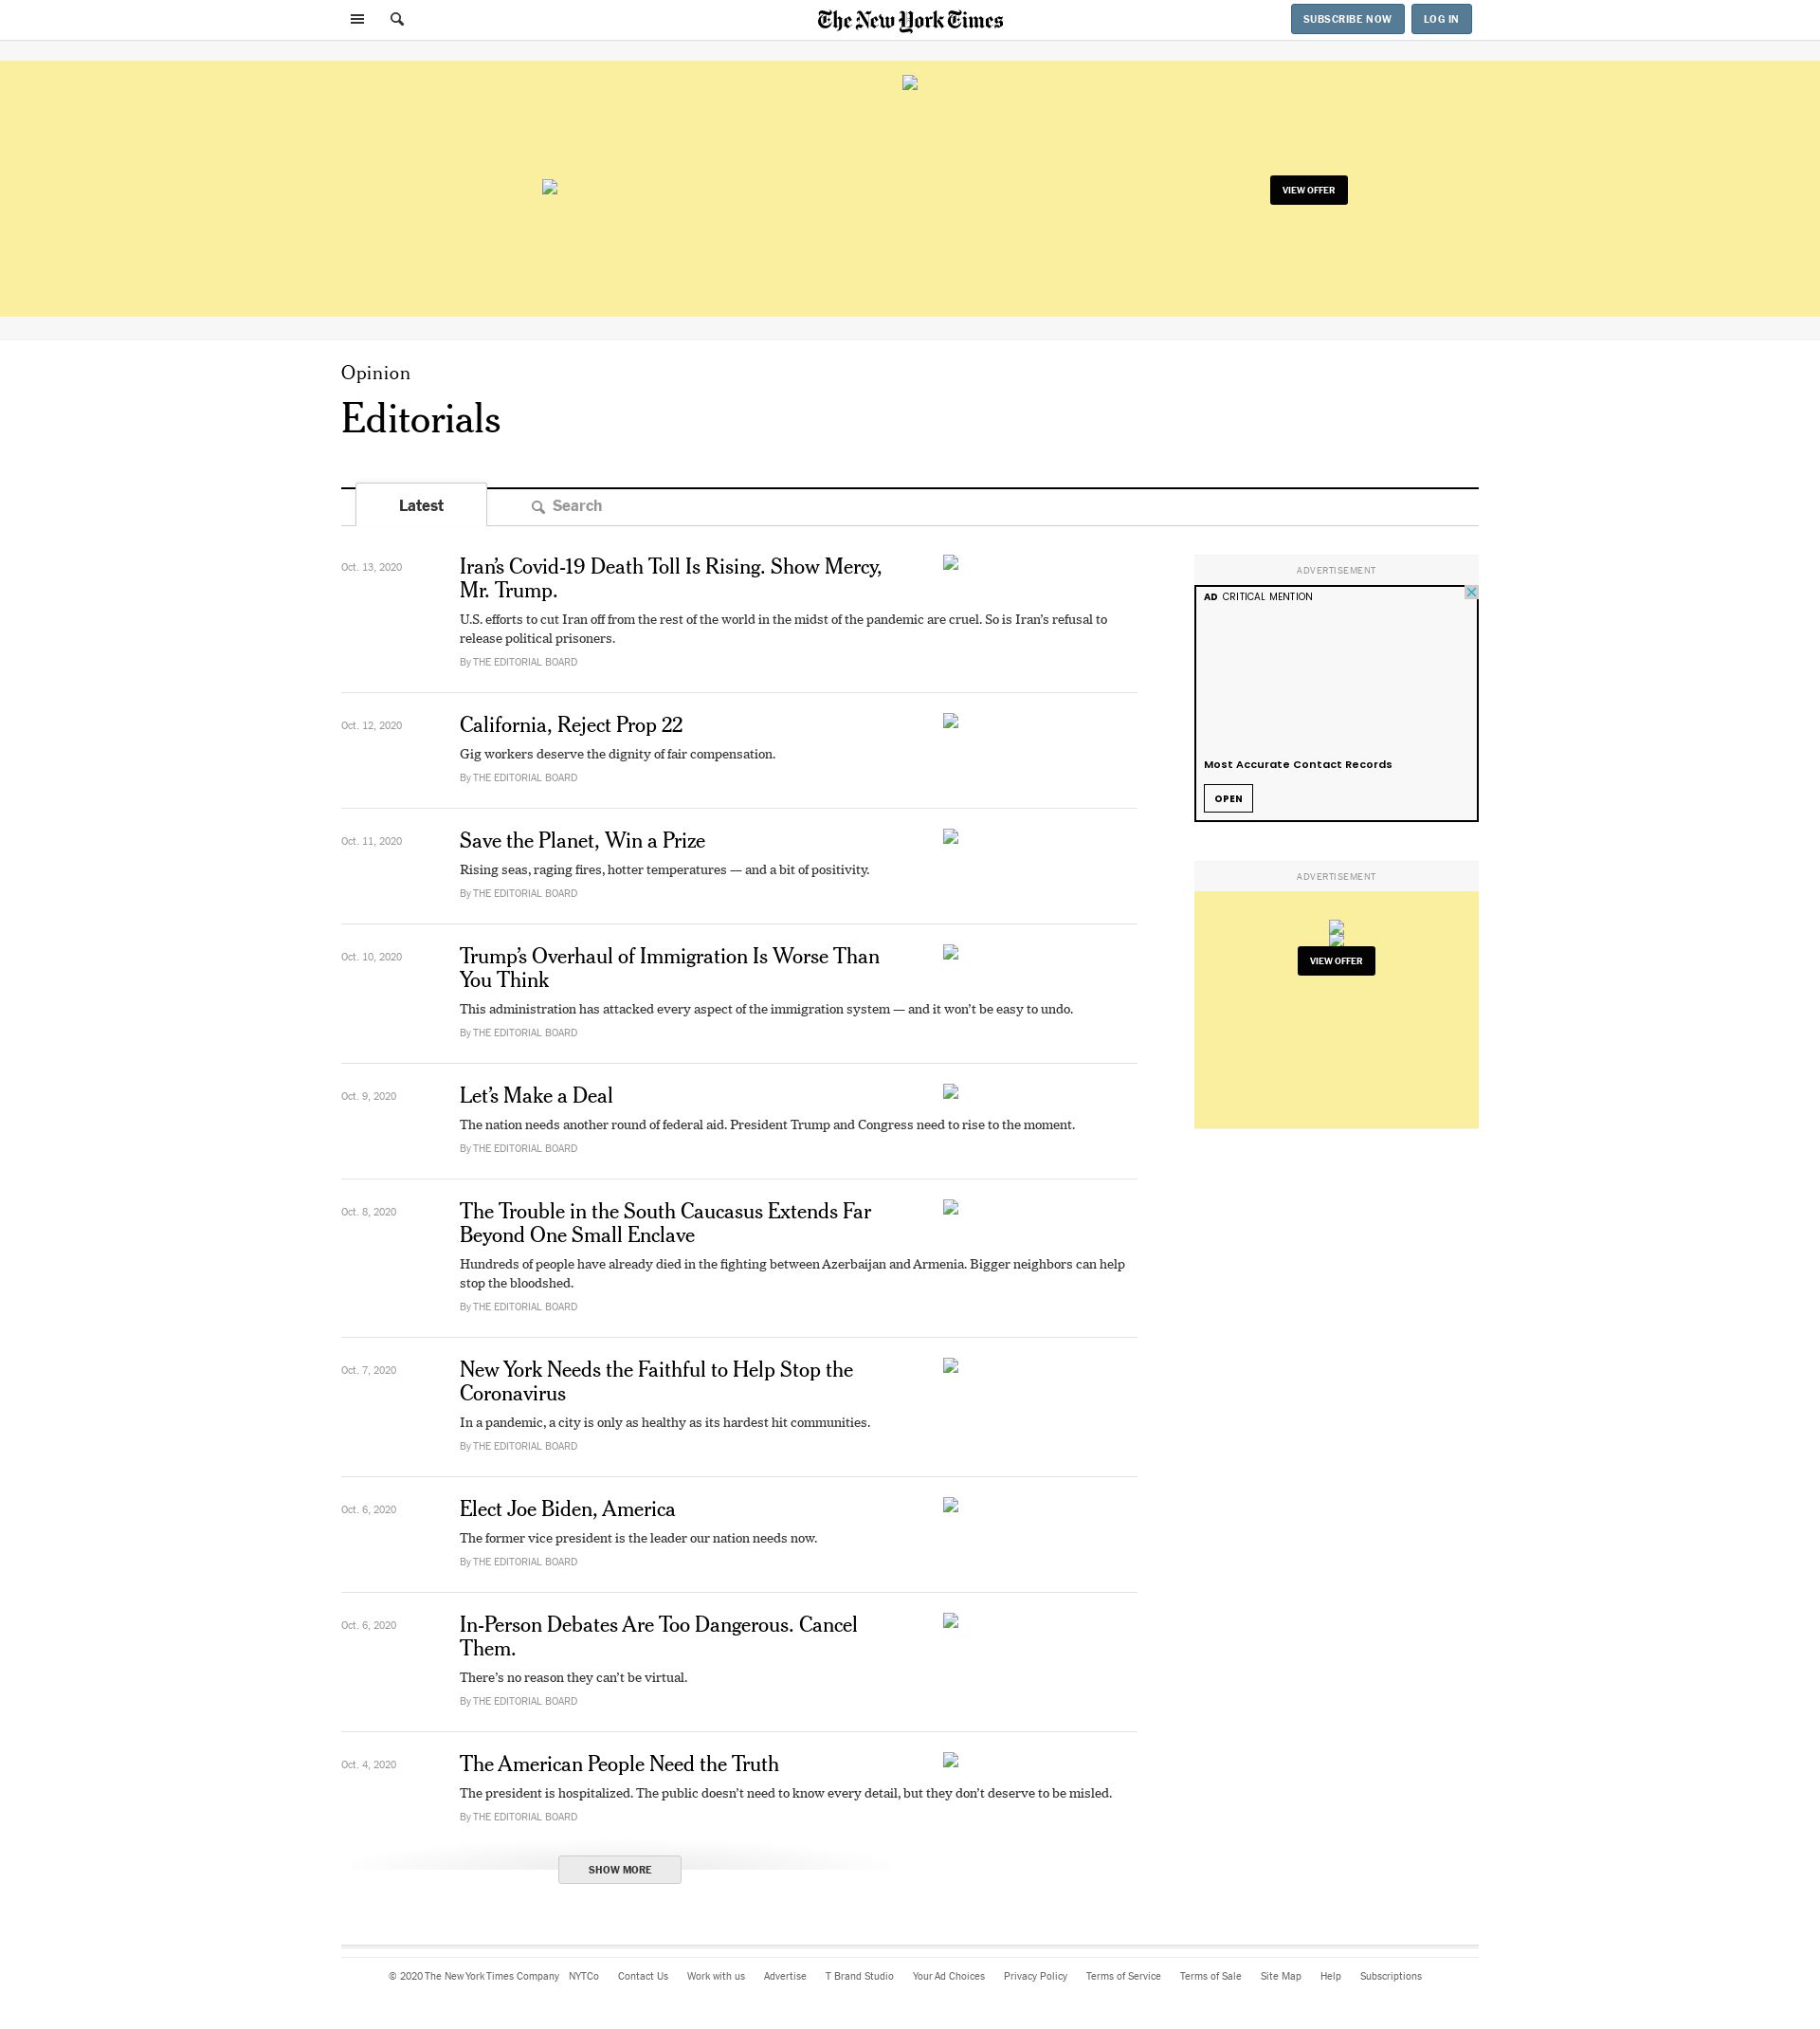 The New York Times
SUBSCRIBE NOW
LOG IN
VIEW OFFER
Opinion
Editorials
Latest
Search
Oct. 13, 2020
Iran’s Covid-19 Death Toll Is Rising. Show Mercy,
Mr. Trump.
U.S. efforts to cut Iran off from the rest of the world in the midst of the pandemic are cruel. So is Iran’s refusal to
release political prisoners.
By THE EDITORIAL BOARD
Oct. 12, 2020
California, Reject Prop 22
Gig workers deserve the dignity of fair compensation.
By THE EDITORIAL BOARD
Oct. 11, 2020
Save the Planet, Win a Prize
Rising seas, raging fires, hotter temperatures — and a bit of positivity.
By THE EDITORIAL BOARD
Oct. 10, 2020
Trump’s Overhaul of Immigration Is Worse Than
You Think
This administration has attacked every aspect of the immigration system — and it won’t be easy to undo.
By THE EDITORIAL BOARD
Oct. 9, 2020
Let’s Make a Deal
The nation needs another round of federal aid. President Trump and Congress need to rise to the moment.
By THE EDITORIAL BOARD
Oct. 8, 2020
The Trouble in the South Caucasus Extends Far
Beyond One Small Enclave
Hundreds of people have already died in the fighting between Azerbaijan and Armenia. Bigger neighbors can help
stop the bloodshed.
By THE EDITORIAL BOARD
Oct. 7, 2020
New York Needs the Faithful to Help Stop the
Coronavirus
In a pandemic, a city is only as healthy as its hardest hit communities.
By THE EDITORIAL BOARD
Oct. 6, 2020
Elect Joe Biden, America
The former vice president is the leader our nation needs now.
By THE EDITORIAL BOARD
Oct. 6, 2020
In-Person Debates Are Too Dangerous. Cancel
Them.
There’s no reason they can’t be virtual.
By THE EDITORIAL BOARD
Oct. 4, 2020
The American People Need the Truth
The president is hospitalized. The public doesn’t need to know every detail, but they don’t deserve to be misled.
By THE EDITORIAL BOARD
SHOW MORE
ADVERTISEMENT
AD CRITICAL MENTION
Most Accurate Contact Records
OPEN
ADVERTISEMENT
VIEW OFFER
© 2020 The New York Times Company NYTCo Contact Us Work with us Advertise T Brand Studio Your Ad Choices Privacy Policy Terms of Service Terms of Sale Site Map Help Subscriptions